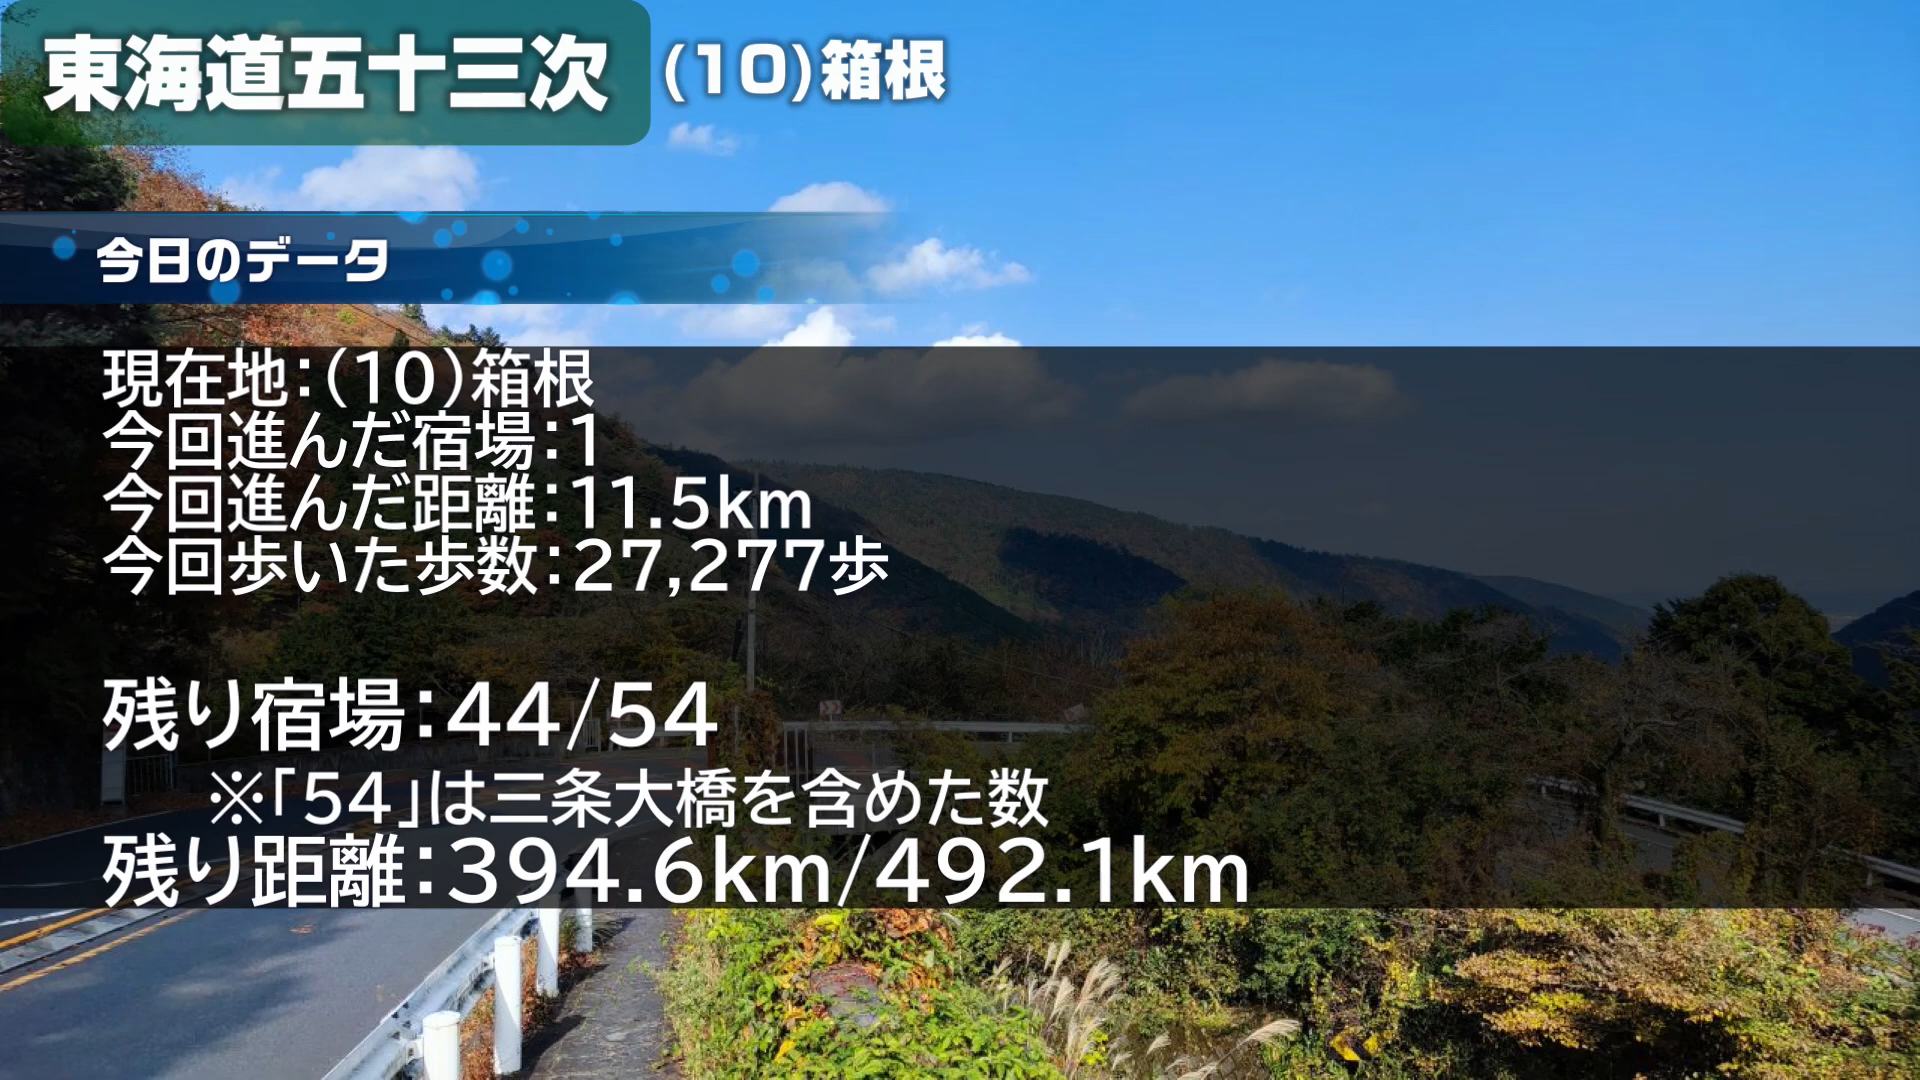 東海道五十三次
(10)箱根
今日のデータ
現在地：(10)箱根
今回進んだ宿場：1
今回進んだ距離：11.5km
今回歩いた歩数：27,277歩
残り宿場：44/54
※「54」は三条大橋を含めた数
残り距離：394.6km/492.1km